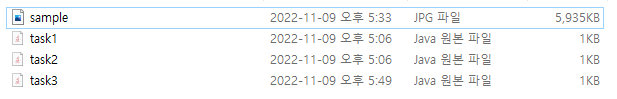 sample 2022-11-09 오후 5:33 JPG 파일 5,935KB
task1 2022-11-09 오후 5:06 Java 원본 파일 1KB
task2 2022-11-09 오후 5:06 Java 원본 파일 1KB
task3 2022-11-09 오후 5:49 Java 원본 파일 1KB